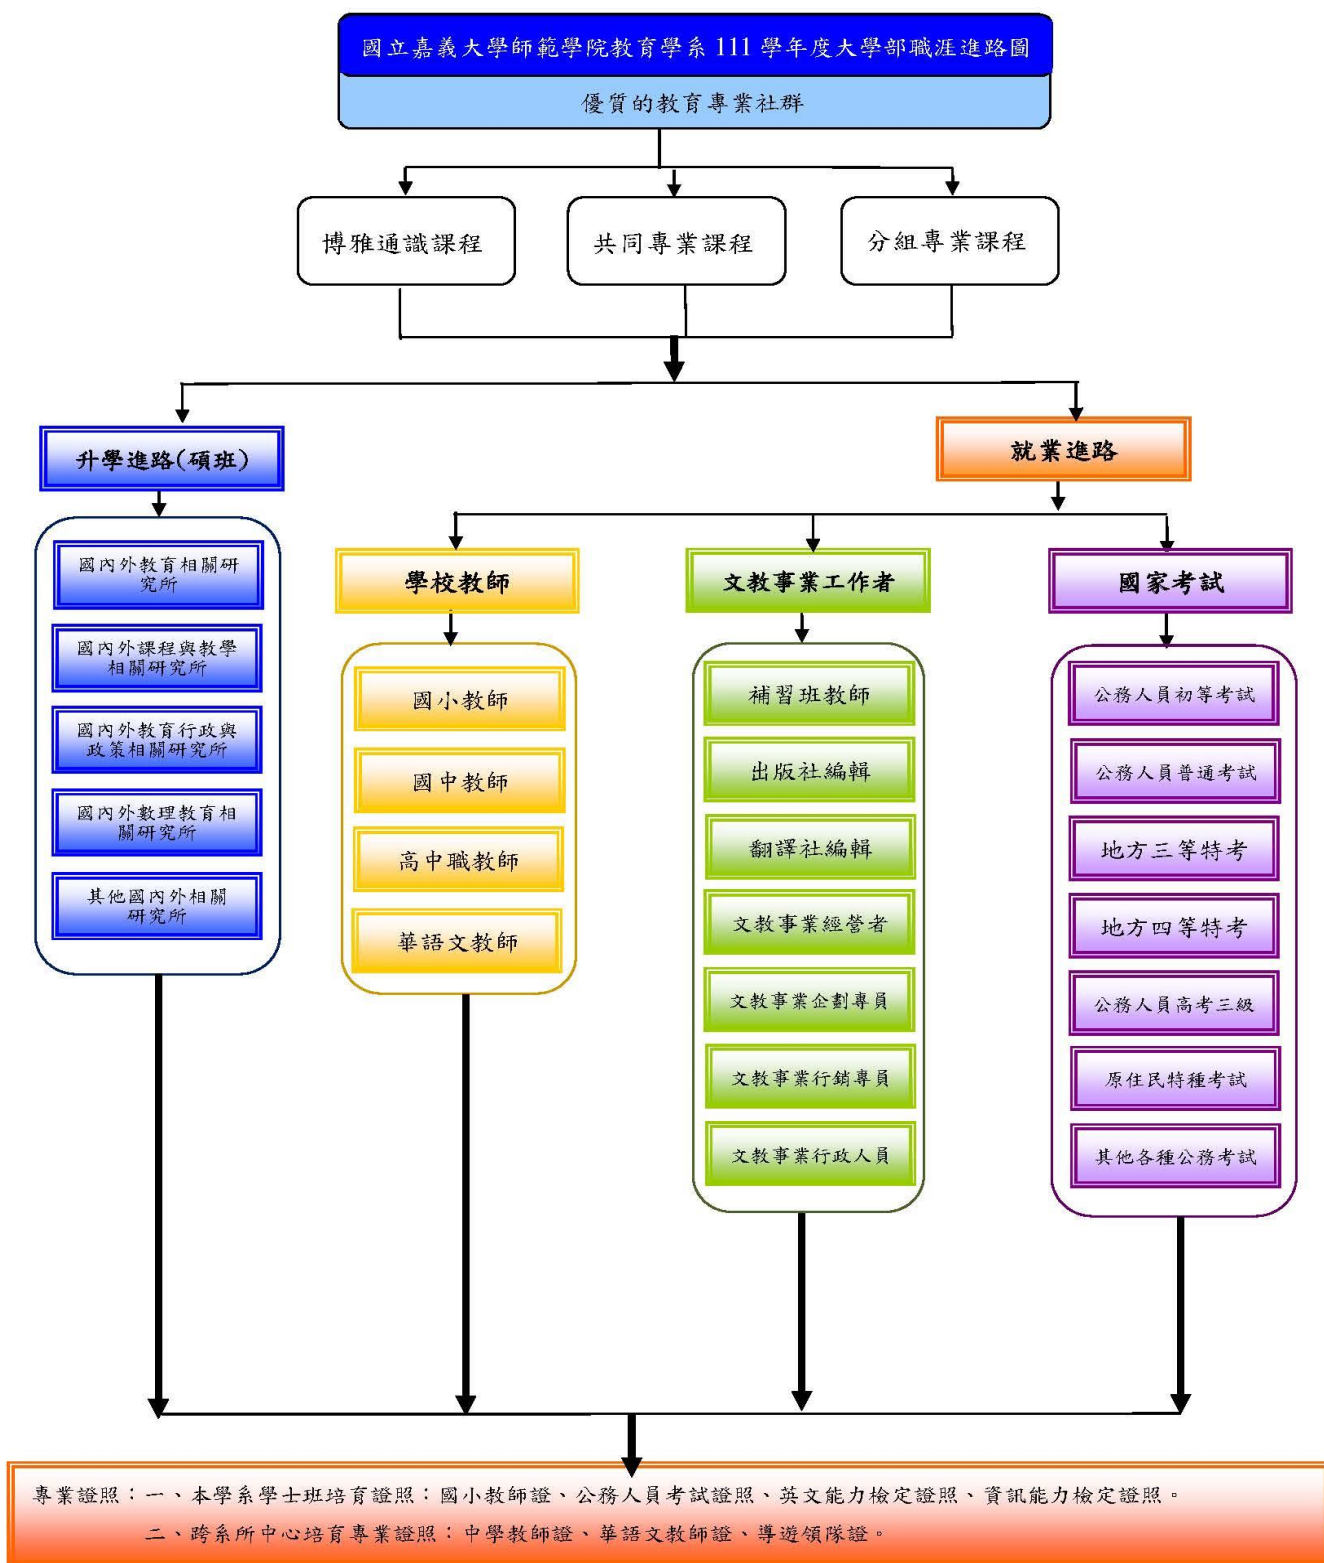 國立嘉義大學師範學院教育學系 111 學年度大學部職涯進路圖
優質的教育專業社群
博雅通識課程
共同專業課程
分組專業課程
升學進路(碩班)
就業進路
國內外教育相關研
究所
國內外課程與教學
相關研究所
國內外教育行政與
政策相關研究所
國內外數理教育相
關研究所
其他國內外相關
研究所
學校教師
國小教師
國中教師
高中職教師
華語文教師
文教事業工作者
補習班教師
出版社編輯
翻譯社編輯
文教事業經營者
文教事業企劃專員
文教事業行銷專員
文教事業行政人員
國家考試
公務人員初等考試
公務人員普通考試
地方三等特考
地方四等特考
公務人員高考三級
原住民特種考試
其他各種公務考試
專業證照：一、本學系學士班培育證照：國小教師證、公務人員考試證照、英文能力檢定證照、資訊能力檢定證照。
二、跨系所中心培育專業證照：中學教師證、華語文教師證、導遊領隊證。